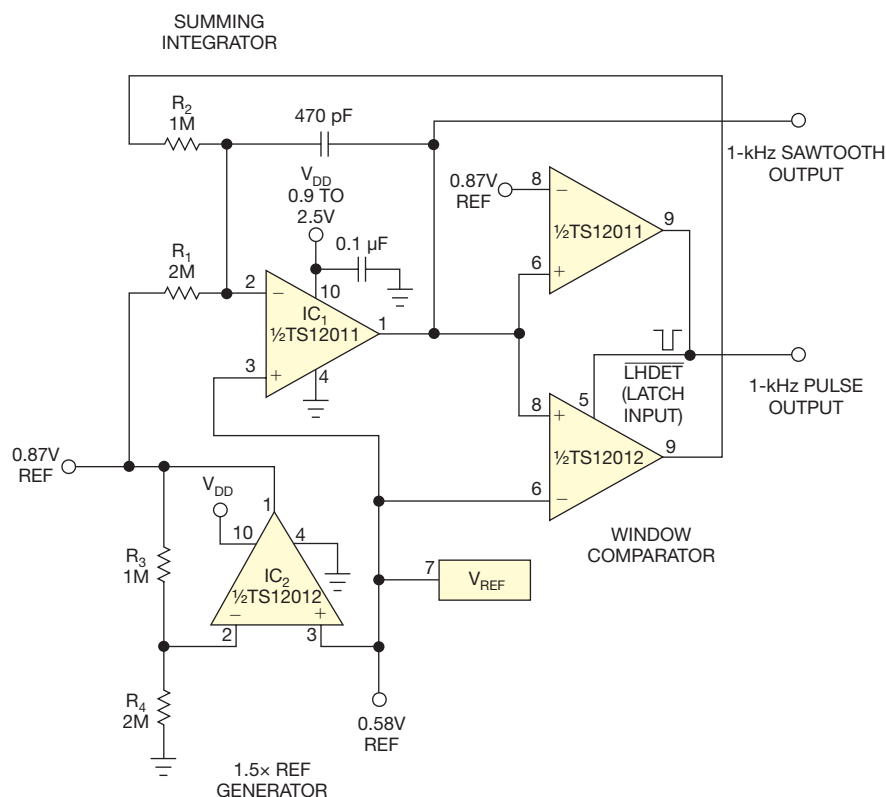 SUMMING
INTEGRATOR
R2
1M
470 pF
VDD
0.9 TO
2.5V
0.1 µF
R1
2M
2
−
10
IC1
½TS12011
1
3
+
4
0.87V
REF
8
−
½TS12011
9
6
+
1-kHz SAWTOOTH
OUTPUT
LHDET
(LATCH
INPUT)
5
1-kHz PULSE
OUTPUT
8
+
½TS12012
9
6
−
WINDOW
COMPARATOR
0.87V
REF
VDD
1
10
4
R3
1M
IC2
½TS12012
−
+
2
3
7
VREF
R4
2M
0.58V
REF
1.5× REF
GENERATOR